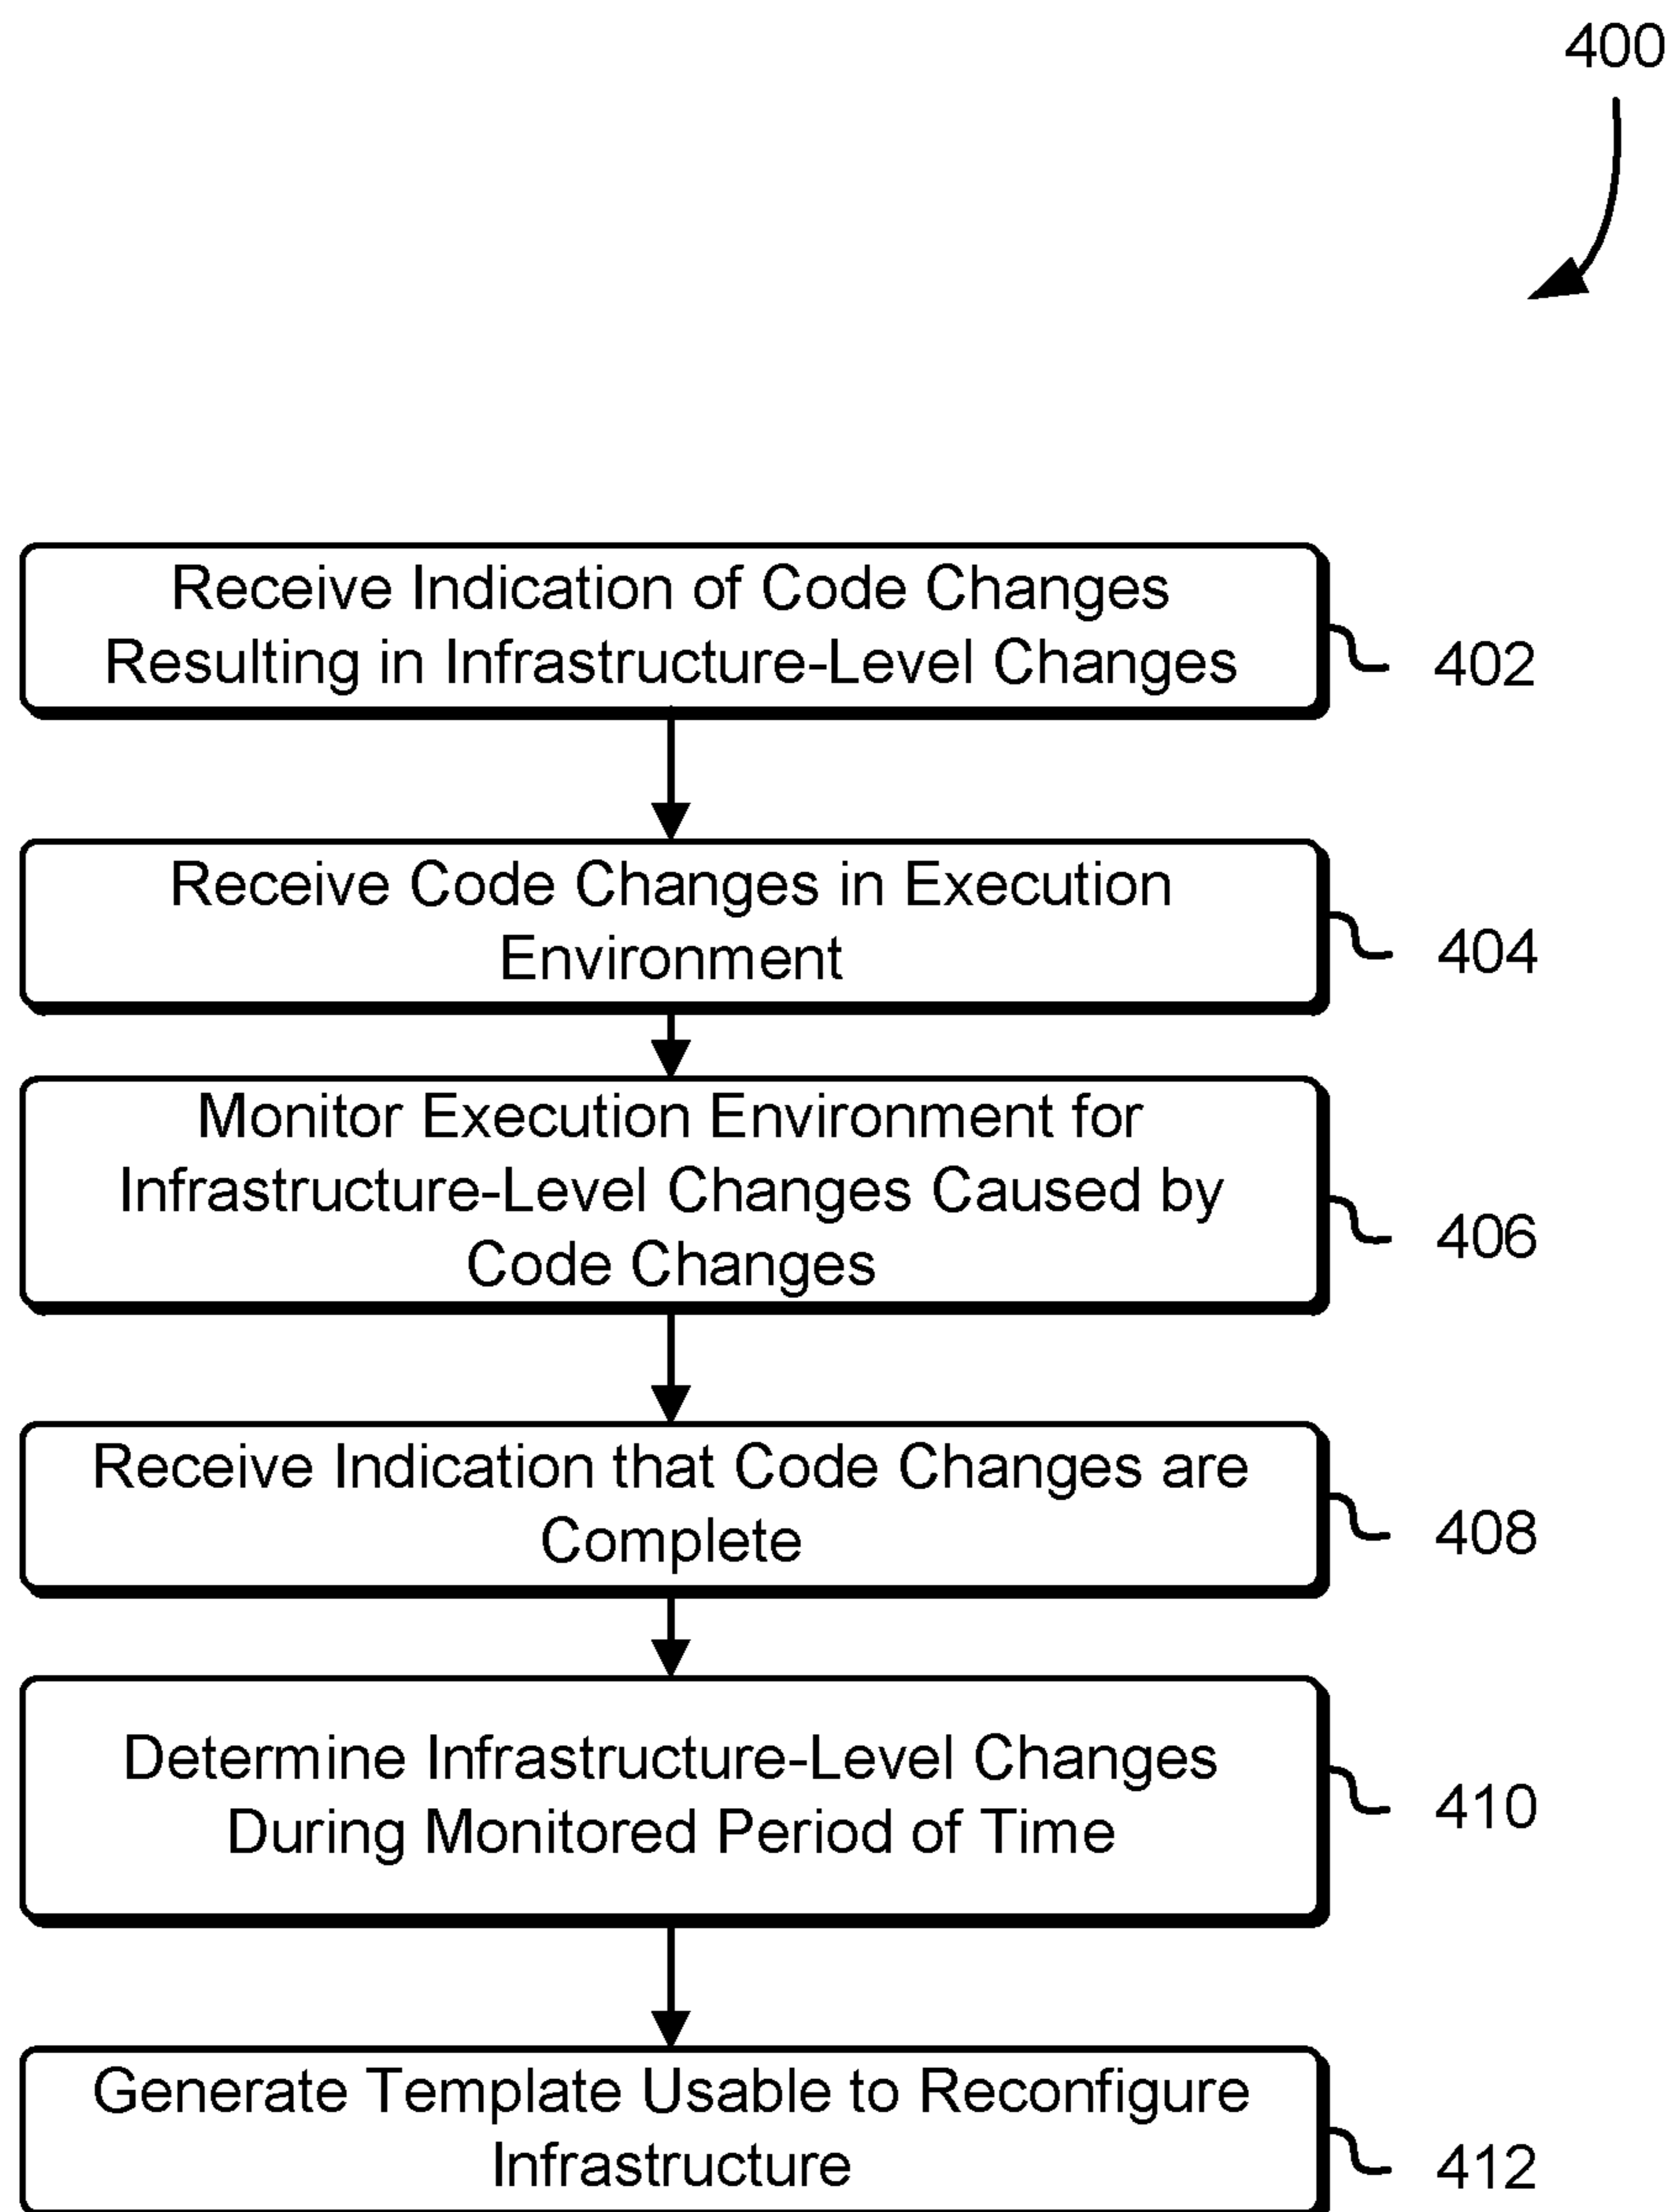 400
Receive Indication of Code Changes
Resulting in Infrastructure-Level Changes
402
Receive Code Changes in Execution
Environment
404
Monitor Execution Environment for
Infrastructure-Level Changes Caused by
Code Changes
406
Receive Indication that Code Changes are
Complete
408
Determine Infrastructure-Level Changes
During Monitored Period of Time
410
Generate Template Usable to Reconfigure
Infrastructure
412